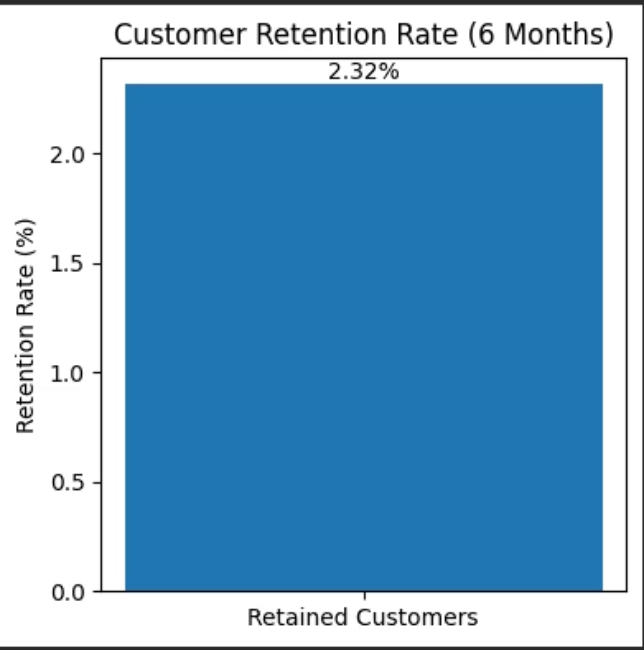 Customer Retention Rate (6 Months)
2.32%
2.0
1.5
1.0
0.5
0.0
Retention Rate (%)
Retained Customers